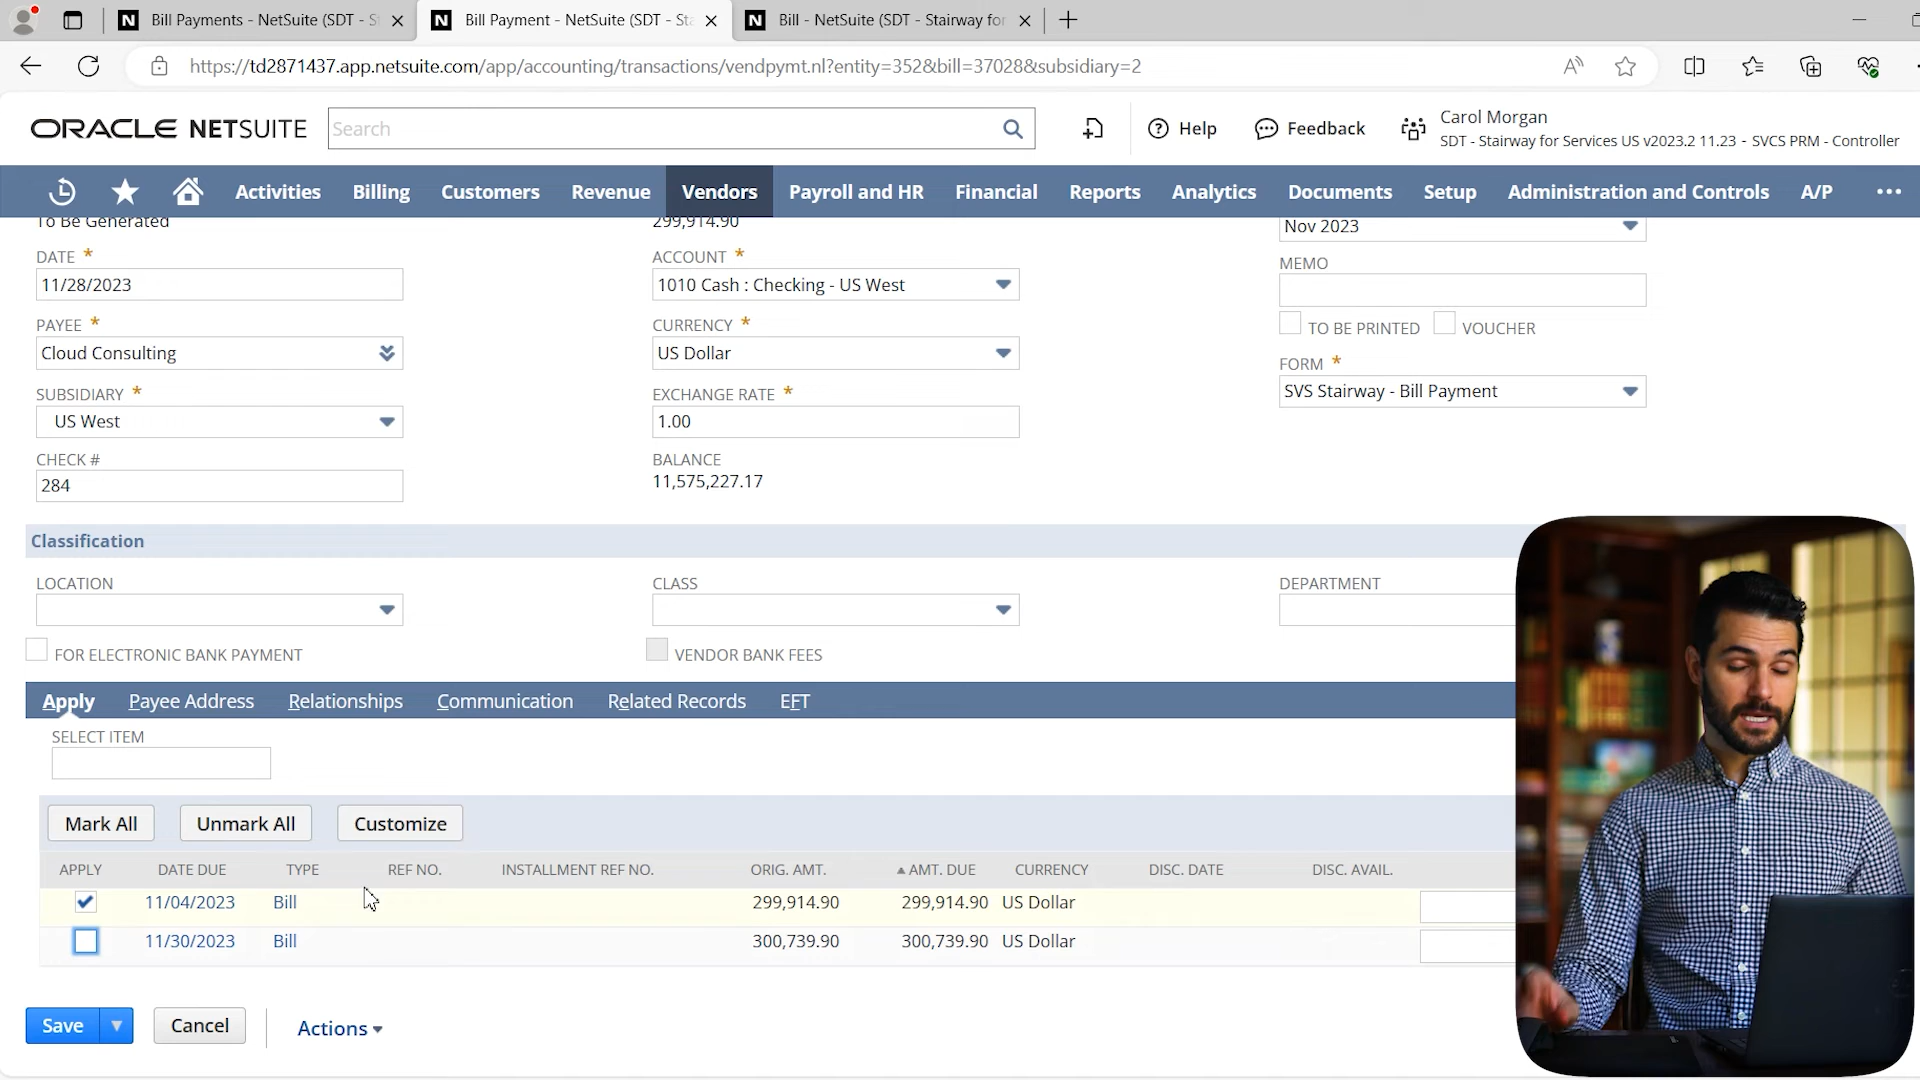 Bill Payments - NetSuite (SDT - St
Bill Payment - NetSuite (SDT - Sta
Bill - NetSuite (SDT - Stairway for
https://td2871437.app.netsuite.com/app/accounting/transactions/vendpymt.nl?entity=352&bill=37028&subsidiary=2
ORACLE NETSUITE
Search
Help
Feedback
Carol Morgan
SDT - Stairway for Services US v2023.2 11.23 - SVCS PRM - Controller
Activities Billing Customers Revenue Vendors Payroll and HR Financial Reports Analytics Documents Setup Administration and Controls A/P
To Be Generated
299,914.90
Nov 2023
DATE *
11/28/2023
ACCOUNT *
1010 Cash : Checking - US West
MEMO
PAYEE *
Cloud Consulting
CURRENCY *
US Dollar
TO BE PRINTED VOUCHER
FORM *
SVS Stairway - Bill Payment
SUBSIDIARY *
US West
EXCHANGE RATE *
1.00
CHECK #
284
BALANCE
11,575,227.17
Classification
LOCATION
CLASS
DEPARTMENT
FOR ELECTRONIC BANK PAYMENT
VENDOR BANK FEES
Apply Payee Address Relationships Communication Related Records EFT
SELECT ITEM
Mark All Unmark All Customize
APPLY DATE DUE TYPE REF NO. INSTALLMENT REF NO. ORIG. AMT. AMT. DUE CURRENCY DISC. DATE DISC. AVAIL.
11/04/2023 Bill 299,914.90 299,914.90 US Dollar
11/30/2023 Bill 300,739.90 300,739.90 US Dollar
Save Cancel Actions